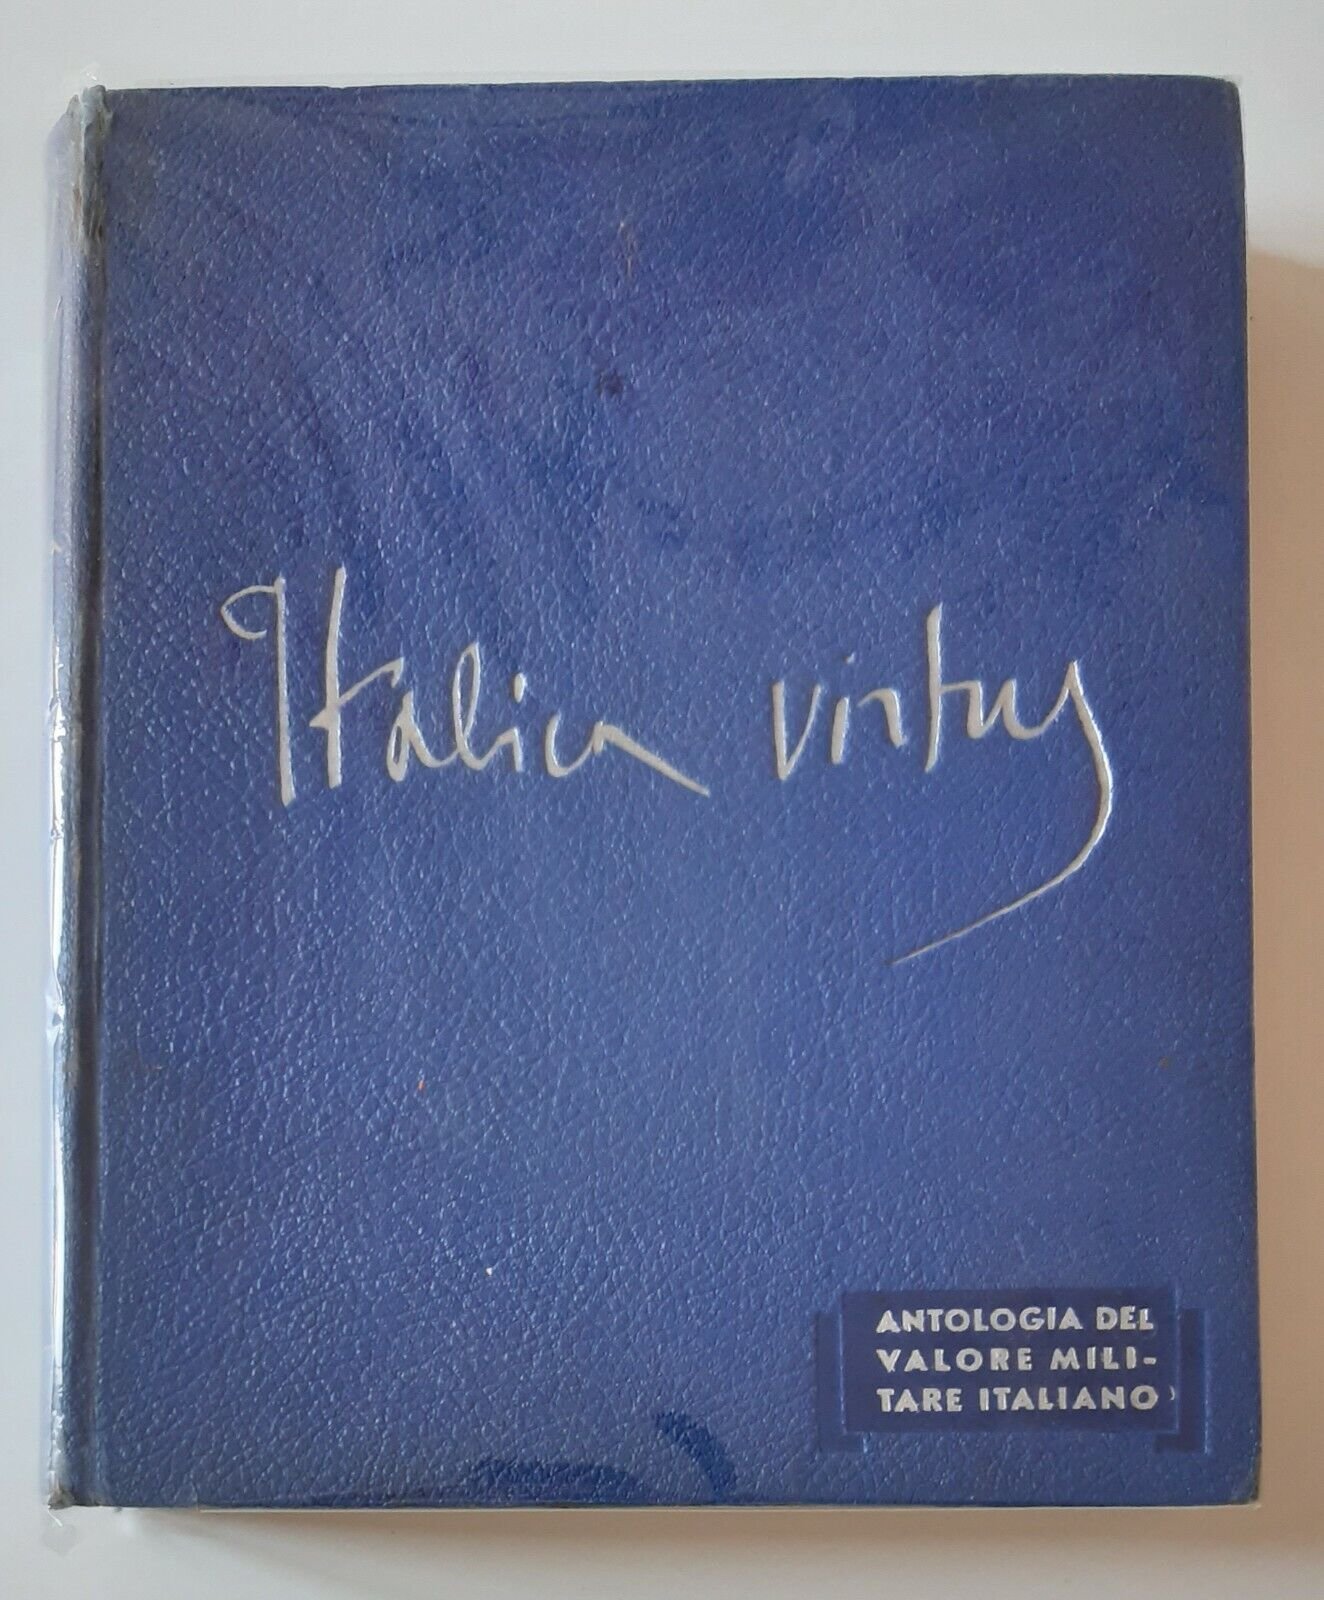 Italica virtus
ANTOLOGIA DEL
VALORE MILI-
TARE ITALIANO